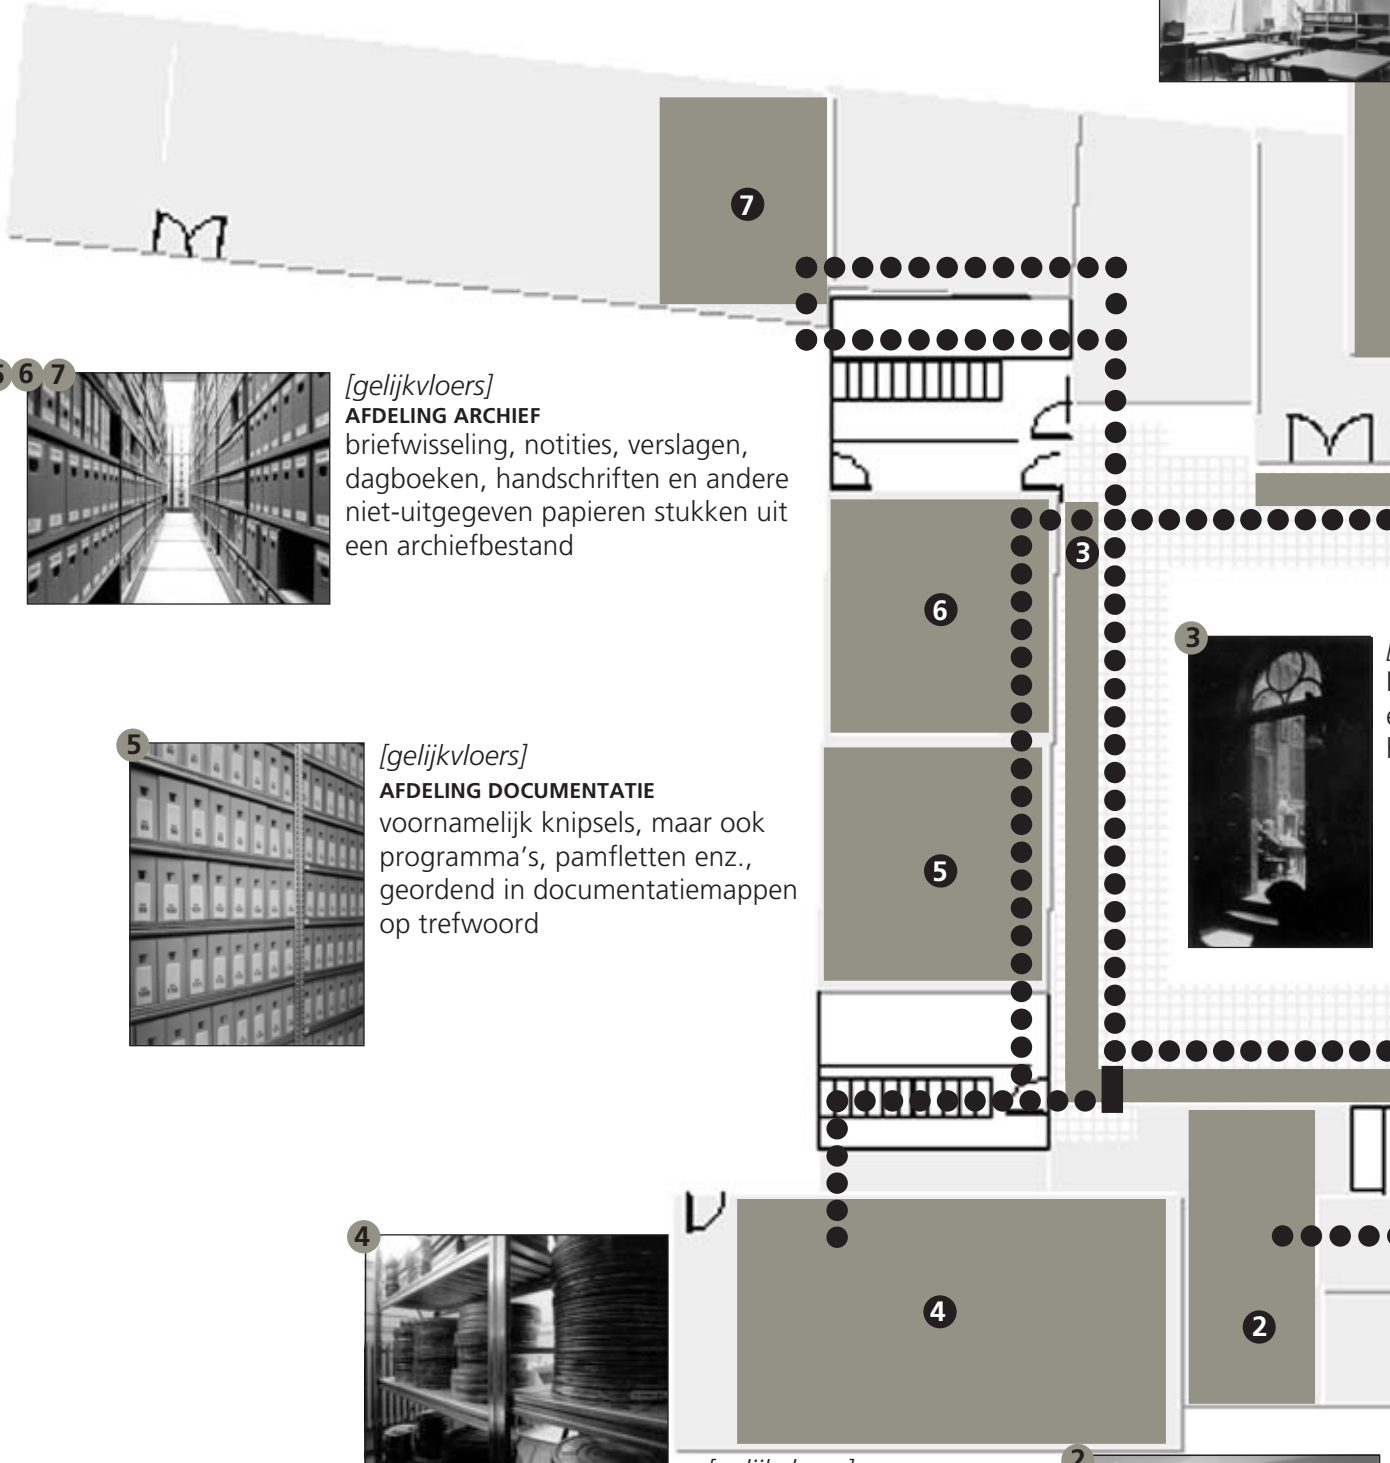 7
6 7
[gelijkvloers]
AFDELING ARCHIEF
briefwisseling, notities, verslagen,
dagboeken, handschriften en andere
niet-uitgegeven papieren stukken uit
een archiefbestand
3
6
3
5
[gelijkvloers]
AFDELING DOCUMENTATIE
voornamelijk knipsels, maar ook
programma's, pamfletten enz.,
geordend in documentatiemappen
op trefwoord
5
4
4
2
2